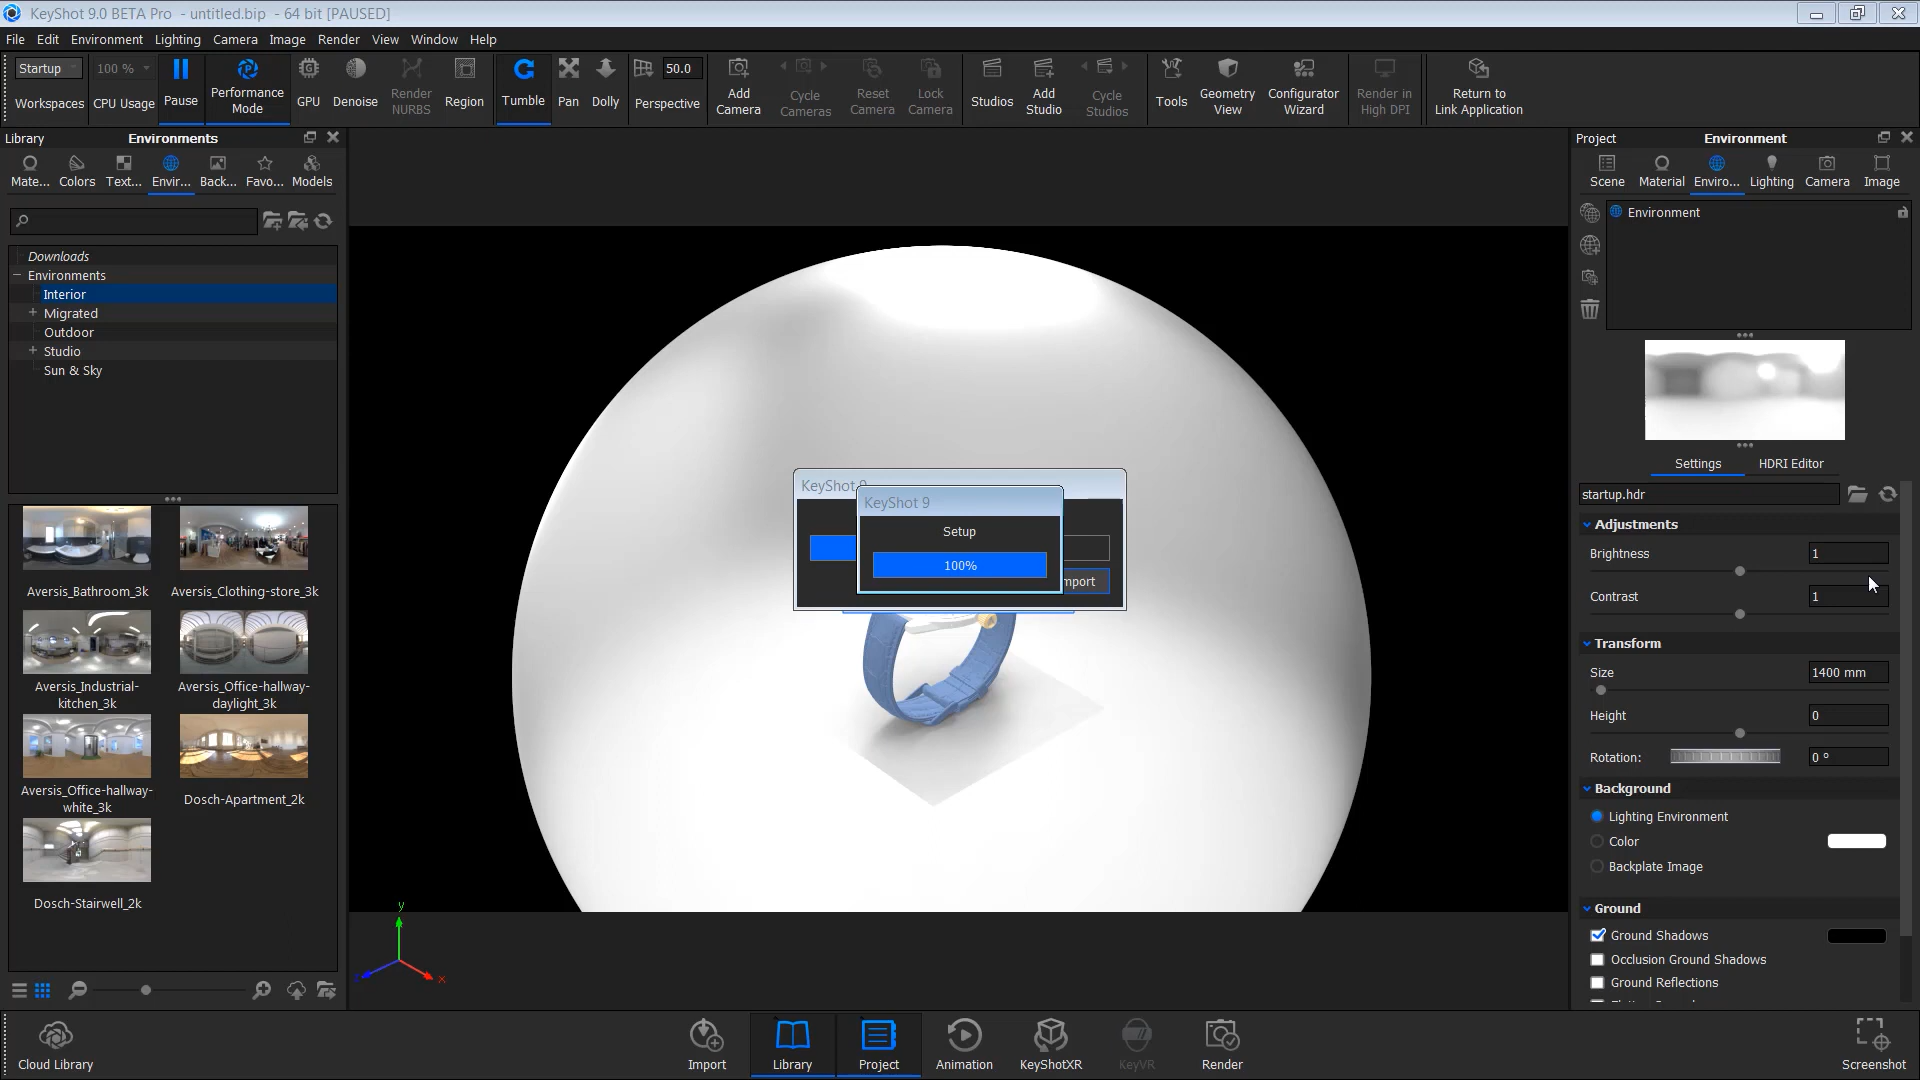 KeyShot 9.0 BETA Pro - untitled.bip - 64 bit [PAUSED]
File Edit Environment Lighting Camera Image Render View Window Help
Startup 100 % 50.0
Workspaces CPU Usage Pause Performance Mode GPU Denoise Render NURBS Region Tumble Pan Dolly Perspective Add Camera Cycle Cameras Reset Camera Lock Camera Studios Add Studio Cycle Studios Tools Geometry View Configurator Wizard Render in High DPI Return to Link Application
Library Environments
Mate... Colors Text... Envir... Back... Favo... Models
Downloads
Environments
Interior
Migrated
Outdoor
Studio
Sun & Sky
Aversis_Bathroom_3k Aversis_Clothing-store_3k
Aversis_Industrial-
kitchen_3k
Aversis_Office-hallway-
daylight_3k
Aversis_Office-hallway-
white_3k
Dosch-Apartment_2k
Dosch-Stairwell_2k
KeyShot 9
KeyShot 9
Setup
100%
mport
y
x
Project Environment
Scene Material Enviro... Lighting Camera Image
Environment
Settings HDRI Editor
startup.hdr
Adjustments
Brightness 1
Contrast 1
Transform
Size 1400 mm
Height 0
Rotation: 0 °
Background
Lighting Environment
Color
Backplate Image
Ground
Ground Shadows
Occlusion Ground Shadows
Ground Reflections
Cloud Library Import Library Project Animation KeyShotXR KeyVR Render Screenshot